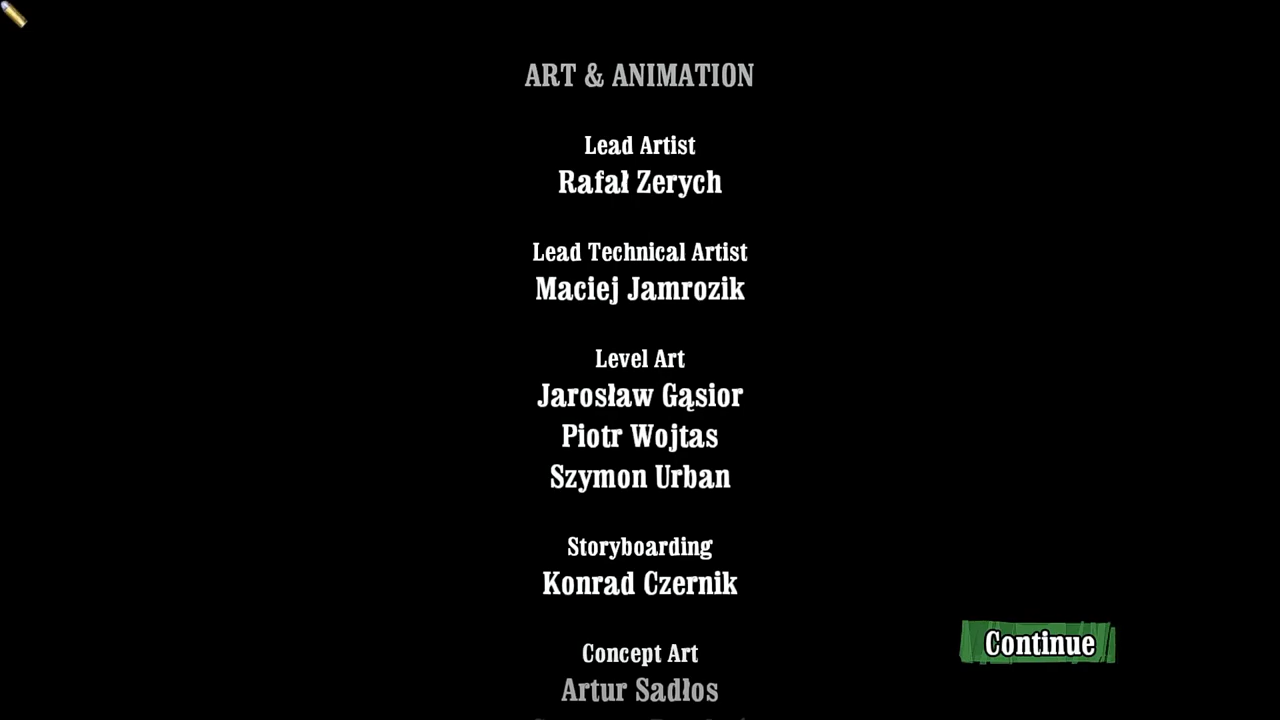 ART & ANIMATION
Lead Artist
Rafał Zerych
Lead Technical Artist
Maciej Jamrozik
Level Art
Jarosław Gąsior
Piotr Wojtas
Szymon Urban
Storyboarding
Konrad Czernik
Concept Art
Artur Sadłos
Continue